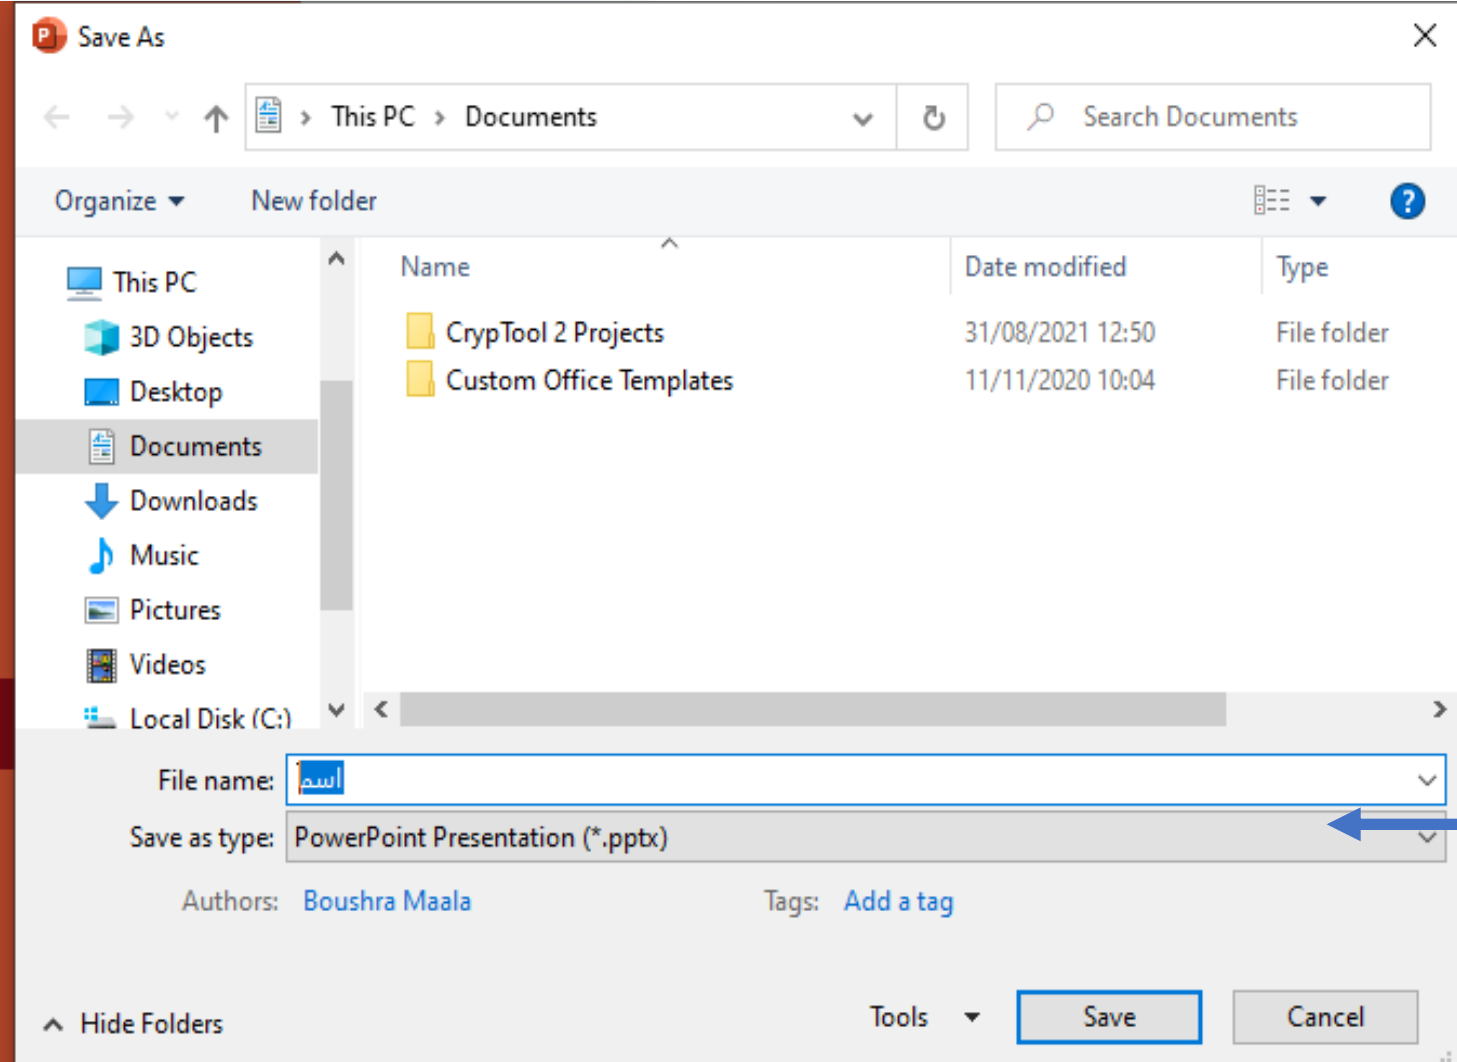 Save As
This PC > Documents
Search Documents
Organize
New folder
Name Date modified Type
This PC
3D Objects
Desktop
Documents
Downloads
Music
Pictures
Videos
Local Disk (C:)
CrypTool 2 Projects 31/08/2021 12:50 File folder
Custom Office Templates 11/11/2020 10:04 File folder
File name: اسم
Save as type: PowerPoint Presentation (*.pptx)
Authors: Boushra Maala Tags: Add a tag
Hide Folders
Tools Save Cancel